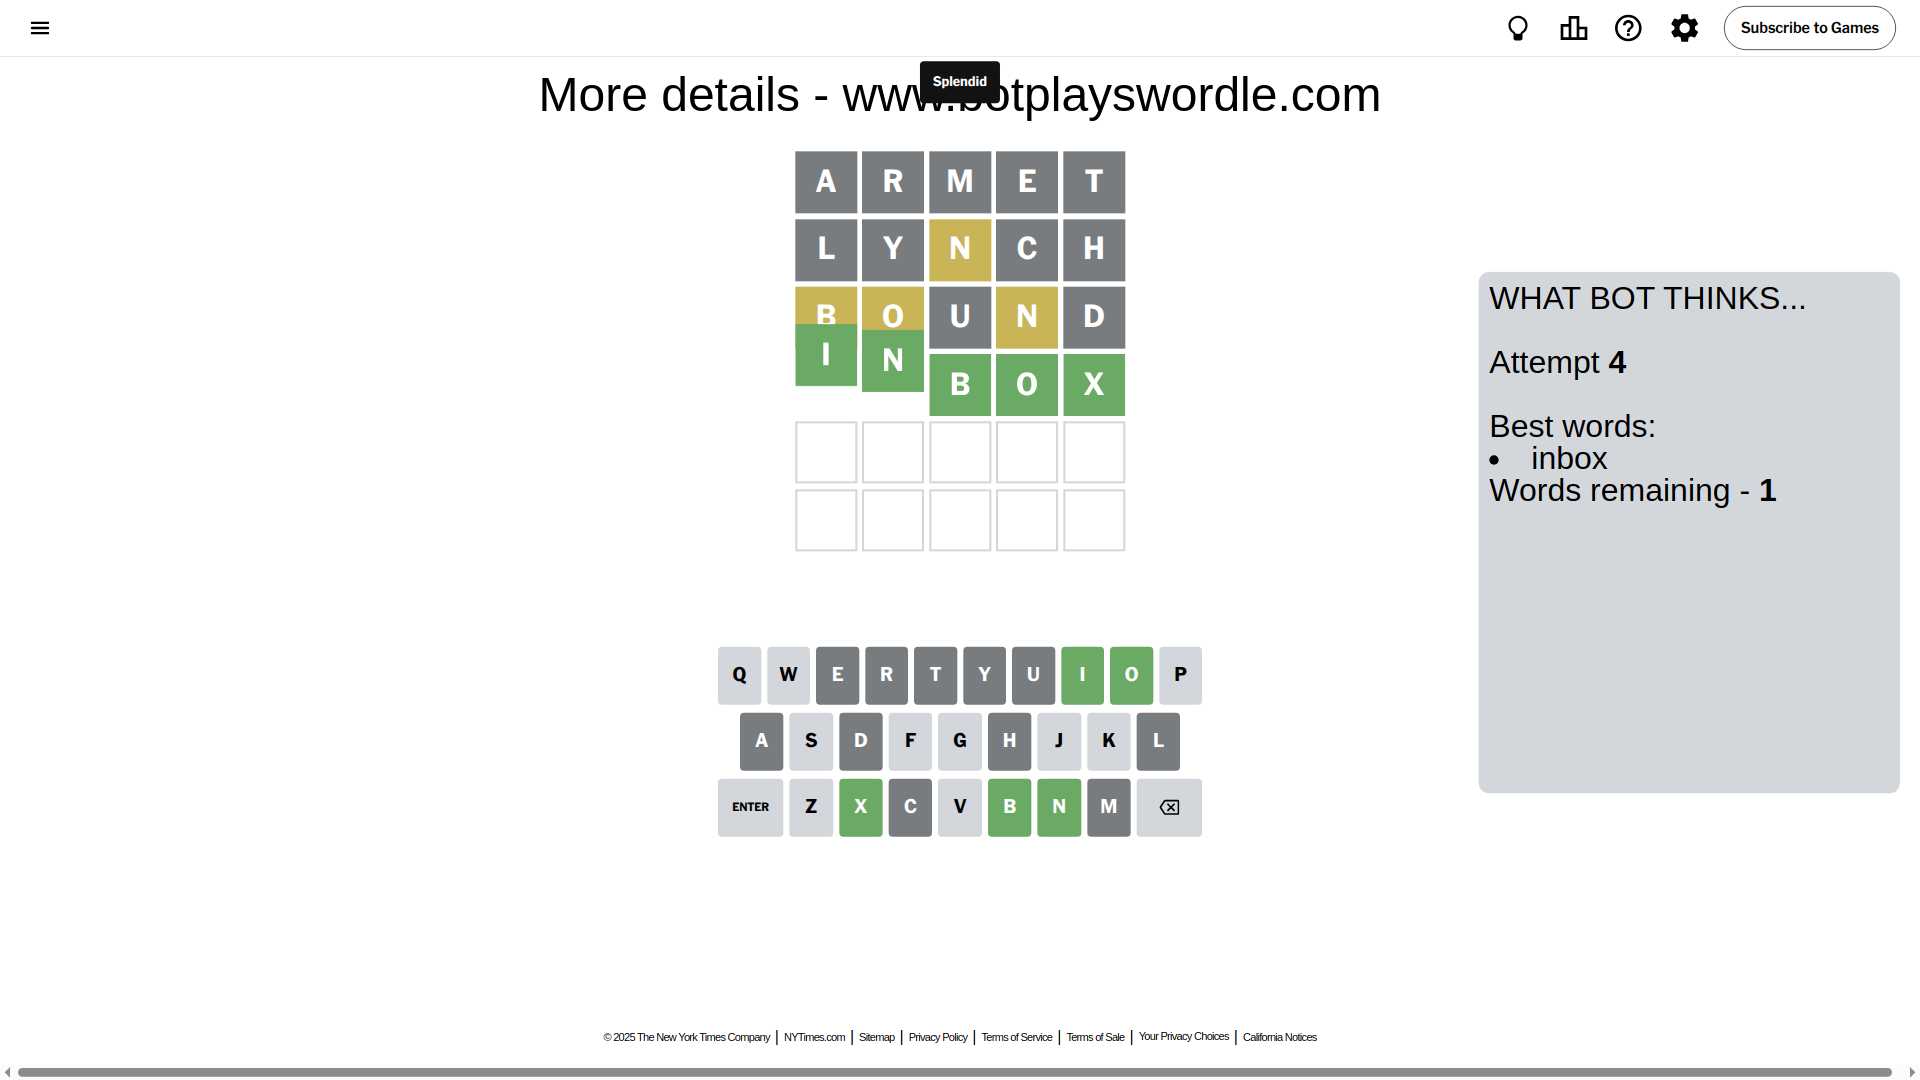 Subscribe to Games
Splendid
More details - www.botplayswordle.com
A R M E T
L Y N C H
B O U N D
I N B O X
WHAT BOT THINKS...
Attempt 4
Best words:
• inbox
Words remaining - 1
Q W E R T Y U I O P
A S D F G H J K L
ENTER Z X C V B N M
© 2025 The New York Times Company | NYTimes.com | Sitemap | Privacy Policy | Terms of Service | Terms of Sale | Your Privacy Choices | California Notices